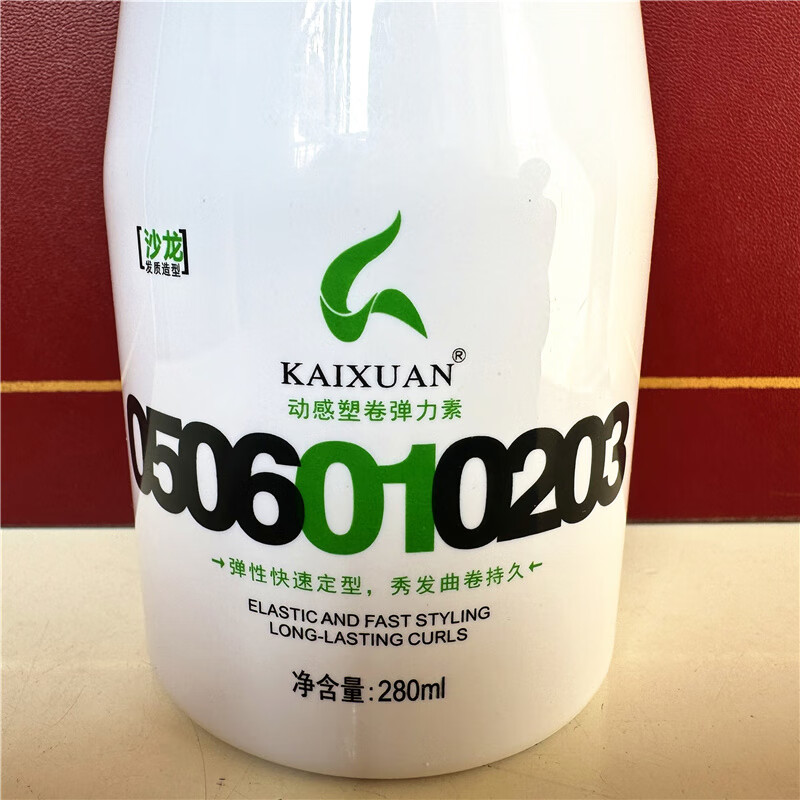 [沙龙]
发质造型
KAIXUAN®
动感塑卷弹力素
0506010203
→弹性快速定型，秀发曲卷持久←
ELASTIC AND FAST STYLING
LONG-LASTING CURLS
净含量:280ml